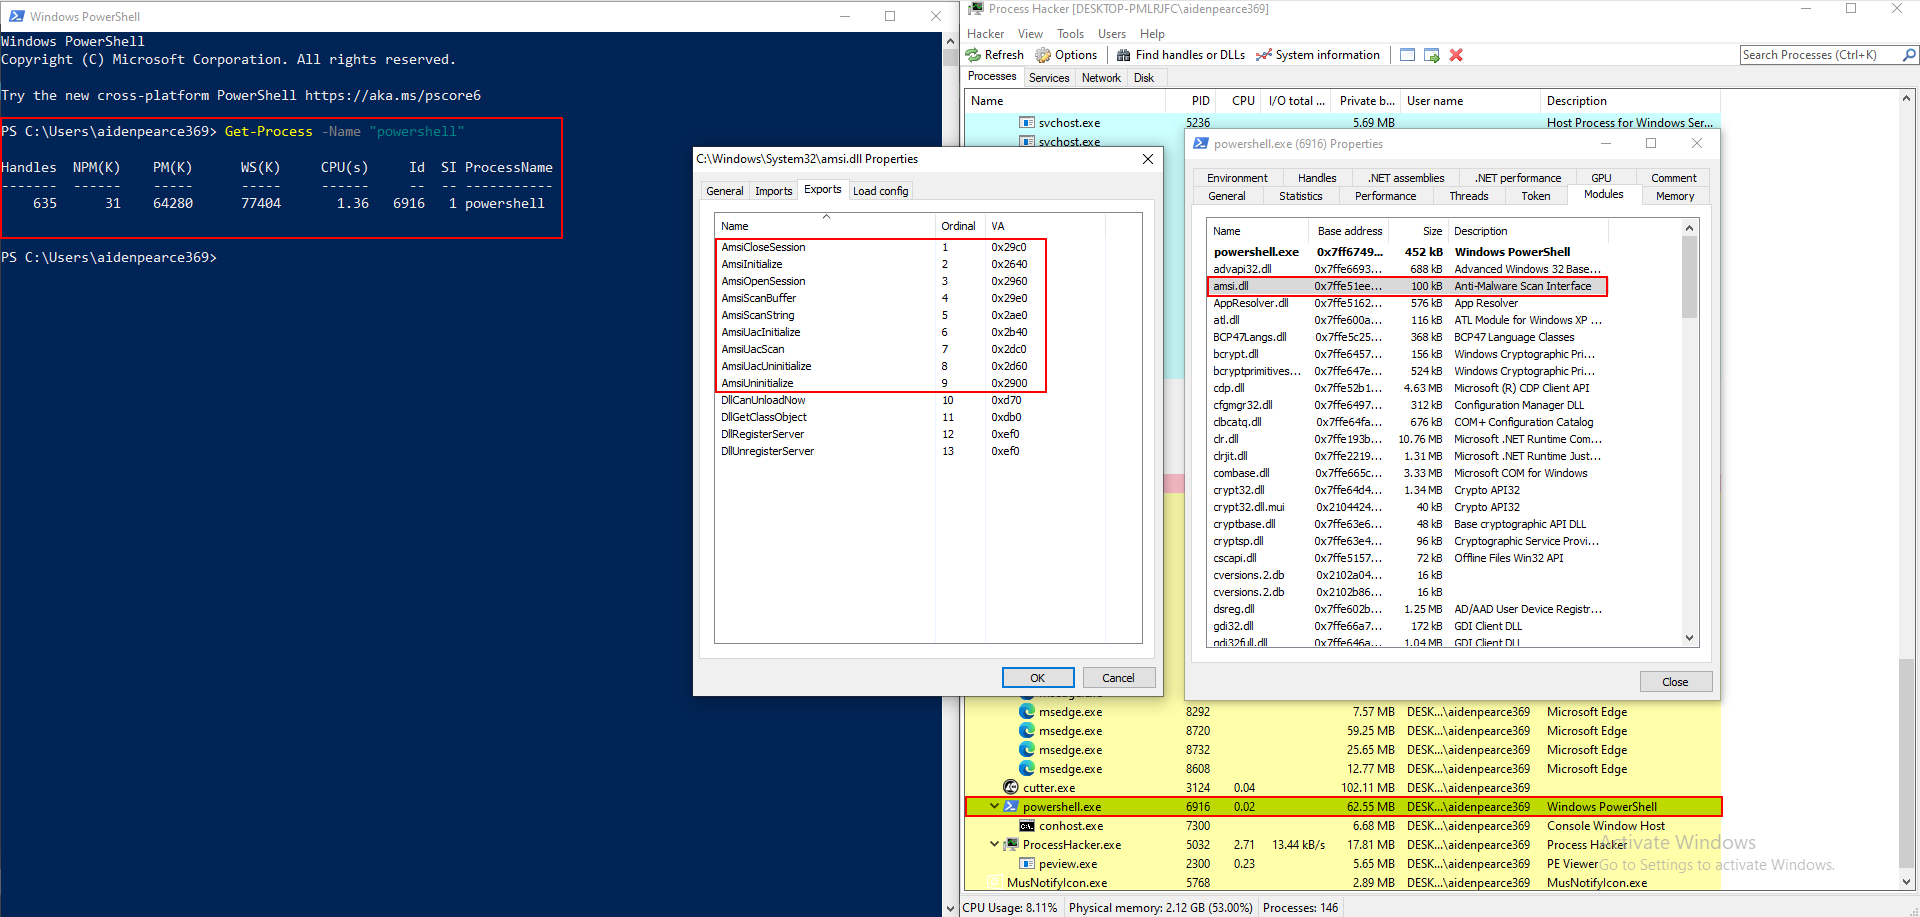 Windows PowerShell
Windows PowerShell
Copyright (C) Microsoft Corporation. All rights reserved.
Try the new cross-platform PowerShell https://aka.ms/pscore6
PS C:\Users\aidenpearce369> Get-Process -Name "powershell"
Handles NPM(K) PM(K) WS(K) CPU(s) Id SI ProcessName
------- ------ ----- ----- ------ -- -- -----------
635 31 64280 77404 1.36 6916 1 powershell
PS C:\Users\aidenpearce369>
C:\Windows\System32\amsi.dll Properties
General Imports Exports Load config
Name Ordinal VA
AmsiCloseSession 1 0x29c0
AmsiInitialize 2 0x2640
AmsiOpenSession 3 0x2960
AmsiScanBuffer 4 0x29e0
AmsiScanString 5 0x2ae0
AmsiUacInitialize 6 0x2b40
AmsiUacScan 7 0x2dc0
AmsiUacUninitialize 8 0x2d60
AmsiUninitialize 9 0x2900
DllCanUnloadNow 10 0xd70
DllGetClassObject 11 0xdb0
DllRegisterServer 12 0xef0
DllUnregisterServer 13 0xef0
OK Cancel
Process Hacker [DESKTOP-PMLRJFC\aidenpearce369]
Hacker View Tools Users Help
Refresh Options Find handles or DLLs System information Search Processes (Ctrl+K)
Processes Services Network Disk
Name PID CPU I/O total ... Private b... User name Description
svchost.exe 5236 5.69 MB Host Process for Windows Ser...
svchost.exe
powershell.exe (6916) Properties
Environment Handles .NET assemblies .NET performance GPU Comment
General Statistics Performance Threads Token Modules Memory
Name Base address Size Description
powershell.exe 0x7ff6749... 452 kB Windows PowerShell
advapi32.dll 0x7ffe6693... 688 kB Advanced Windows 32 Base...
amsi.dll 0x7ffe51ee... 100 kB Anti-Malware Scan Interface
AppResolver.dll 0x7ffe5162... 576 kB App Resolver
atl.dll 0x7ffe600a... 116 kB ATL Module for Windows XP ...
BCP47Langs.dll 0x7ffe5c25... 368 kB BCP47 Language Classes
bcrypt.dll 0x7ffe6457... 156 kB Windows Cryptographic Pri...
bcryptprimitives... 0x7ffe647e... 524 kB Windows Cryptographic Pri...
cdp.dll 0x7ffe52b1... 4.63 MB Microsoft (R) CDP Client API
cfgmgr32.dll 0x7ffe6497... 312 kB Configuration Manager DLL
clbcatq.dll 0x7ffe64fa... 676 kB COM+ Configuration Catalog
clr.dll 0x7ffe193b... 10.76 MB Microsoft .NET Runtime Com...
clrjit.dll 0x7ffe2219... 1.31 MB Microsoft .NET Runtime Just...
combase.dll 0x7ffe665c... 3.33 MB Microsoft COM for Windows
crypt32.dll 0x7ffe64d4... 1.34 MB Crypto API32
crypt32.dll.mui 0x2104424... 40 kB Crypto API32
cryptbase.dll 0x7ffe63e6... 48 kB Base cryptographic API DLL
cryptsp.dll 0x7ffe63e4... 96 kB Cryptographic Service Provi...
cscapi.dll 0x7ffe5157... 72 kB Offline Files Win32 API
cversions.2.db 0x2102a04... 16 kB
cversions.2.db 0x2102b86... 16 kB
dsreg.dll 0x7ffe602b... 1.25 MB AD/AAD User Device Registr...
gdi32.dll 0x7ffe66a7... 172 kB GDI Client DLL
gdi32full.dll 0x7ffe646a... 1.04 MB GDI Client DLL
Close
msedge.exe 8292 7.57 MB DESK...\aidenpearce369 Microsoft Edge
msedge.exe 8720 59.25 MB DESK...\aidenpearce369 Microsoft Edge
msedge.exe 8732 25.65 MB DESK...\aidenpearce369 Microsoft Edge
msedge.exe 8608 12.77 MB DESK...\aidenpearce369 Microsoft Edge
cutter.exe 3124 0.04 102.11 MB DESK...\aidenpearce369
powershell.exe 6916 0.02 62.55 MB DESK...\aidenpearce369 Windows PowerShell
conhost.exe 7300 6.68 MB DESK...\aidenpearce369 Console Window Host
ProcessHacker.exe 5032 2.71 13.44 kB/s 17.81 MB DESK...\aidenpearce369 Process Hacker
peview.exe 2300 0.23 5.65 MB DESK...\aidenpearce369 PE Viewer
MusNotifyIcon.exe 5768 2.89 MB DESK...\aidenpearce369 MusNotifyIcon.exe
Activate Windows
Go to Settings to activate Windows.
CPU Usage: 8.11% Physical memory: 2.12 GB (53.00%) Processes: 146